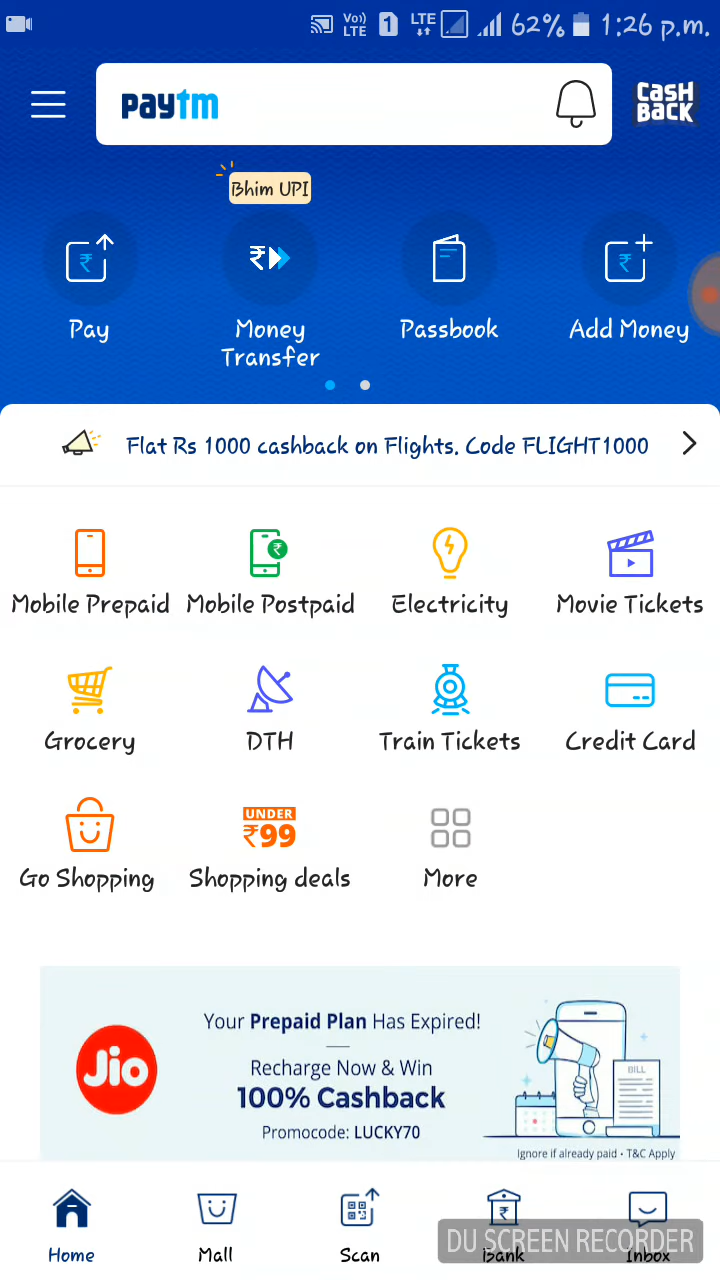 Vo)) LTE 1 LTE 62% 1:26 p.m.
paytm
CASH BACK
Bhim UPI
Pay
Money Transfer
Passbook
Add Money
Flat Rs 1000 cashback on Flights. Code FLIGHT1000
Mobile Prepaid
Mobile Postpaid
Electricity
Movie Tickets
Grocery
DTH
Train Tickets
Credit Card
UNDER
₹99
Go Shopping
Shopping deals
More
Your Prepaid Plan Has Expired!
Jio
Recharge Now & Win
100% Cashback
Promocode: LUCKY70
BILL
Ignore if already paid • T&C Apply
Home
Mall
Scan
Bank
Inbox
DU SCREEN RECORDER